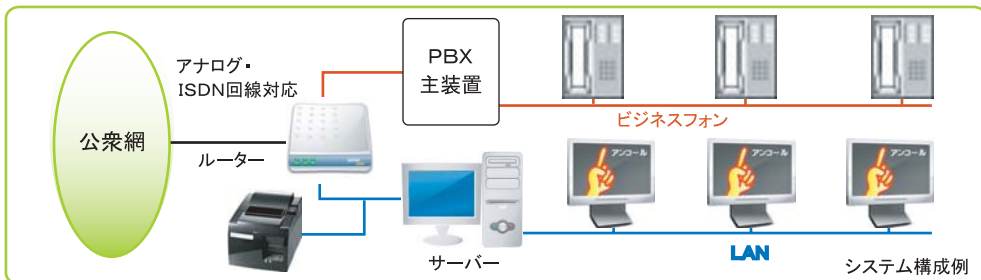 公衆網
アナログ・
ISDN回線対応
ルーター
PBX
主装置
ビジネスフォン
サーバー
アンコール
アンコール
アンコール
LAN
システム構成例